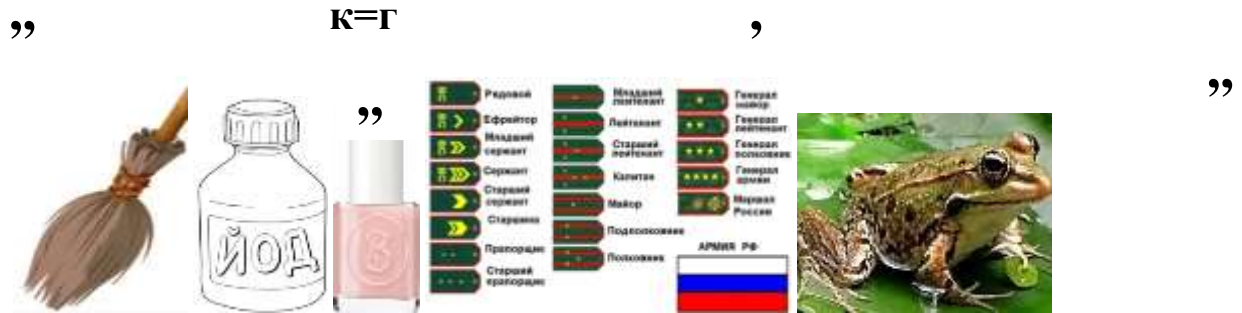 „ к=г ,
„
„
ЙОД
Рядовой
Ефрейтор
Младший
сержант
Сержант
Старший
сержант
Старшина
Прапорщик
Старший
прапорщик
Младший
лейтенант
Лейтенант
Старший
лейтенант
Капитан
Майор
Подполковник
Полковник
Генерал
майор
Генерал
лейтенант
Генерал
полковник
Генерал
армии
Маршал
России
АРМИЯ РФ